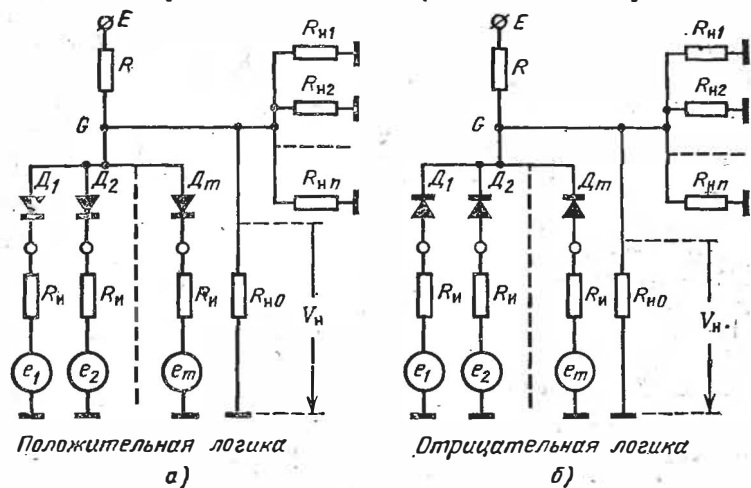 E
R
G
Rн1
Rн2
Rнn
Д1 Д2 Дm
Rи Rи Rи Rн0
Vн
e1 e2 em
Положительная логика
а)
E
R
G
Rн1
Rн2
Rнn
Д1 Д2 Дm
Rи Rи Rи Rн0
Vн
e1 e2 em
Отрицательная логика
б)